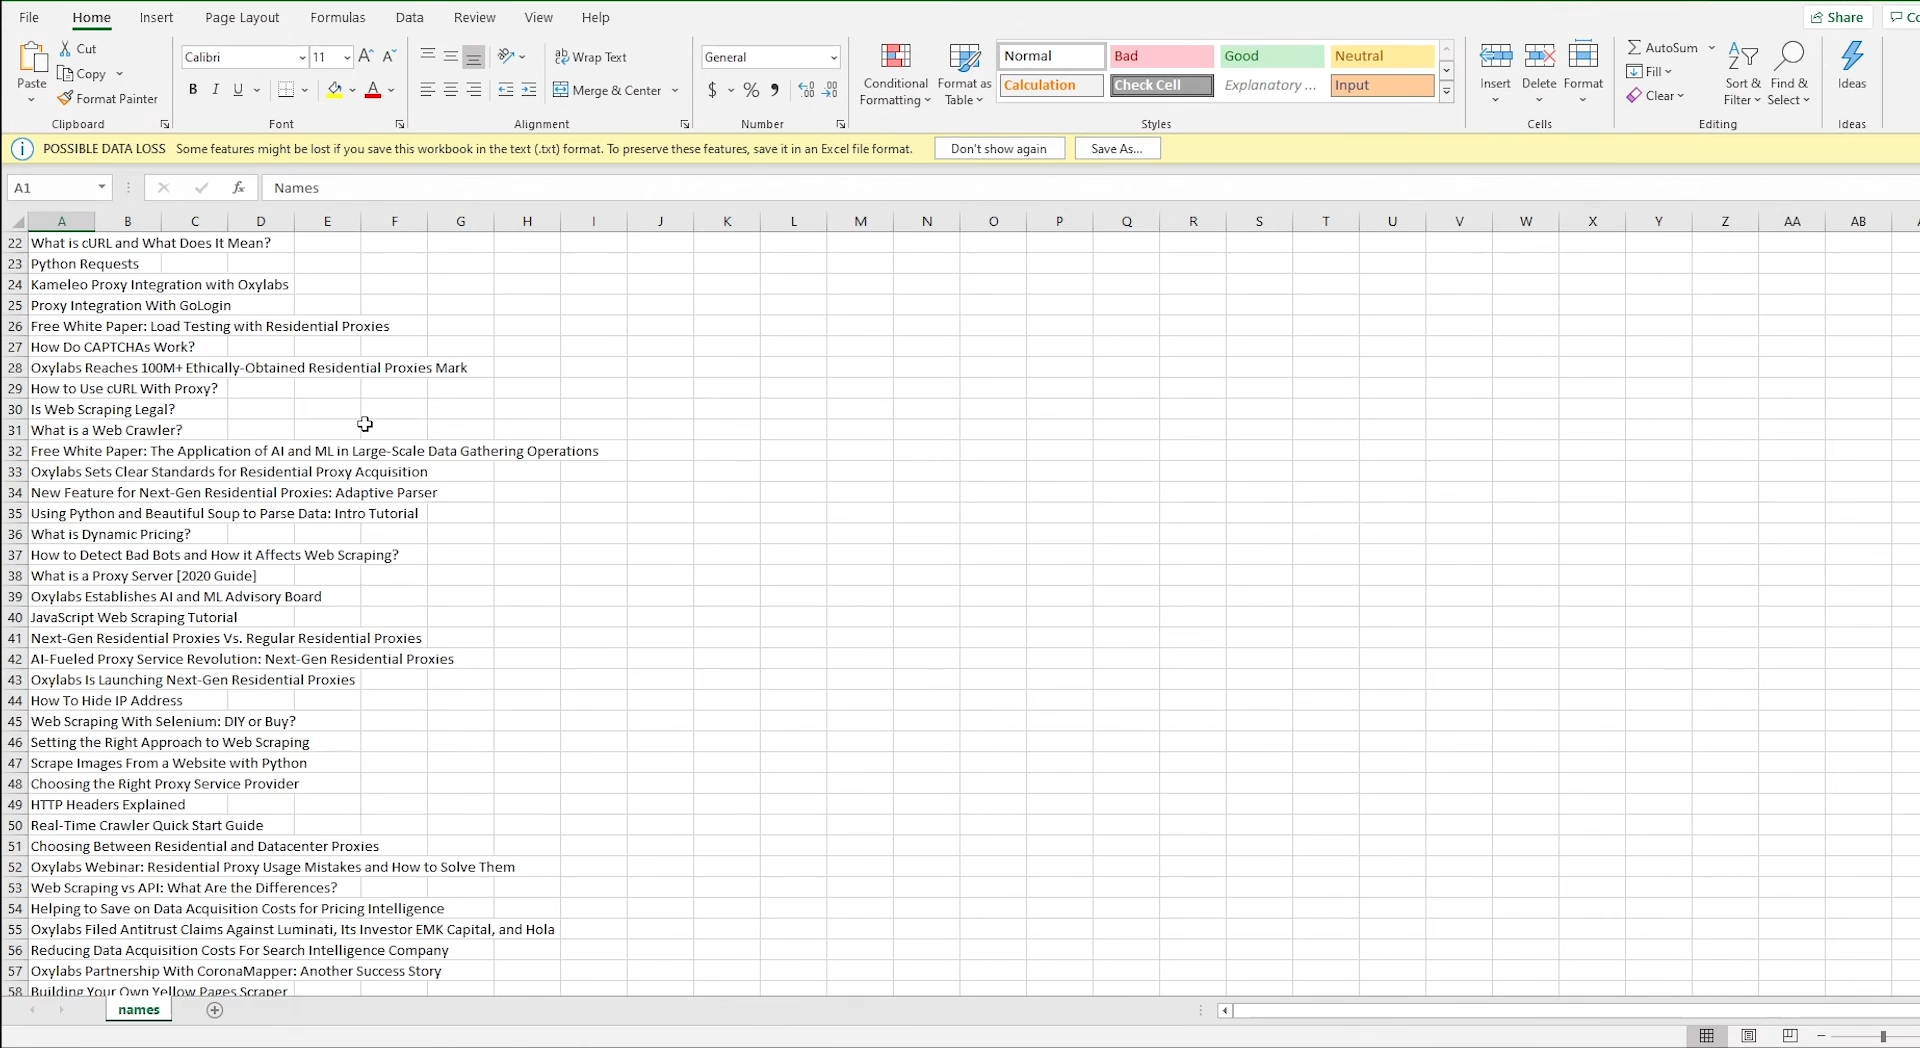 File Home Insert Page Layout Formulas Data Review View Help Share Co
Cut
Copy
Format Painter
Paste
Clipboard
Calibri 11
B I U
Font
Wrap Text
Merge & Center
Alignment
General
$ % ,
Number
Conditional Formatting
Format as Table
Normal Bad Good Neutral
Calculation Check Cell Explanatory ... Input
Styles
Insert Delete Format
Cells
AutoSum
Fill
Clear
Sort & Filter
Find & Select
Editing
Ideas
Ideas
POSSIBLE DATA LOSS Some features might be lost if you save this workbook in the text (.txt) format. To preserve these features, save it in an Excel file format. Don't show again Save As...
A1 fx Names
A B C D E F G H I J K L M N O P Q R S T U V W X Y Z AA AB
22 What is cURL and What Does It Mean?
23 Python Requests
24 Kameleo Proxy Integration with Oxylabs
25 Proxy Integration With GoLogin
26 Free White Paper: Load Testing with Residential Proxies
27 How Do CAPTCHAs Work?
28 Oxylabs Reaches 100M+ Ethically-Obtained Residential Proxies Mark
29 How to Use cURL With Proxy?
30 Is Web Scraping Legal?
31 What is a Web Crawler?
32 Free White Paper: The Application of AI and ML in Large-Scale Data Gathering Operations
33 Oxylabs Sets Clear Standards for Residential Proxy Acquisition
34 New Feature for Next-Gen Residential Proxies: Adaptive Parser
35 Using Python and Beautiful Soup to Parse Data: Intro Tutorial
36 What is Dynamic Pricing?
37 How to Detect Bad Bots and How it Affects Web Scraping?
38 What is a Proxy Server [2020 Guide]
39 Oxylabs Establishes AI and ML Advisory Board
40 JavaScript Web Scraping Tutorial
41 Next-Gen Residential Proxies Vs. Regular Residential Proxies
42 AI-Fueled Proxy Service Revolution: Next-Gen Residential Proxies
43 Oxylabs Is Launching Next-Gen Residential Proxies
44 How To Hide IP Address
45 Web Scraping With Selenium: DIY or Buy?
46 Setting the Right Approach to Web Scraping
47 Scrape Images From a Website with Python
48 Choosing the Right Proxy Service Provider
49 HTTP Headers Explained
50 Real-Time Crawler Quick Start Guide
51 Choosing Between Residential and Datacenter Proxies
52 Oxylabs Webinar: Residential Proxy Usage Mistakes and How to Solve Them
53 Web Scraping vs API: What Are the Differences?
54 Helping to Save on Data Acquisition Costs for Pricing Intelligence
55 Oxylabs Filed Antitrust Claims Against Luminati, Its Investor EMK Capital, and Hola
56 Reducing Data Acquisition Costs For Search Intelligence Company
57 Oxylabs Partnership With CoronaMapper: Another Success Story
58 Building Your Own Yellow Pages Scraper
names